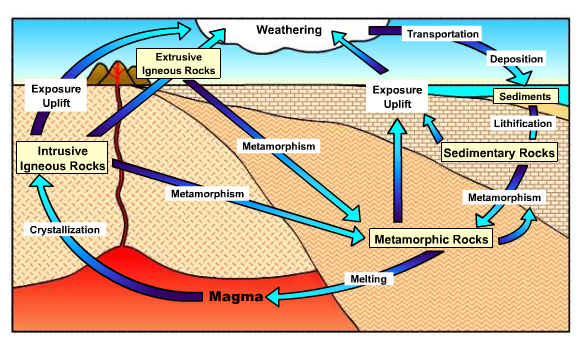 Weathering
Transportation
Extrusive
Igneous Rocks
Deposition
Exposure
Uplift
Exposure
Uplift
Sediments
Lithification
Intrusive
Igneous Rocks
Metamorphism
Sedimentary Rocks
Metamorphism
Metamorphism
Crystallization
Metamorphic Rocks
Melting
Magma